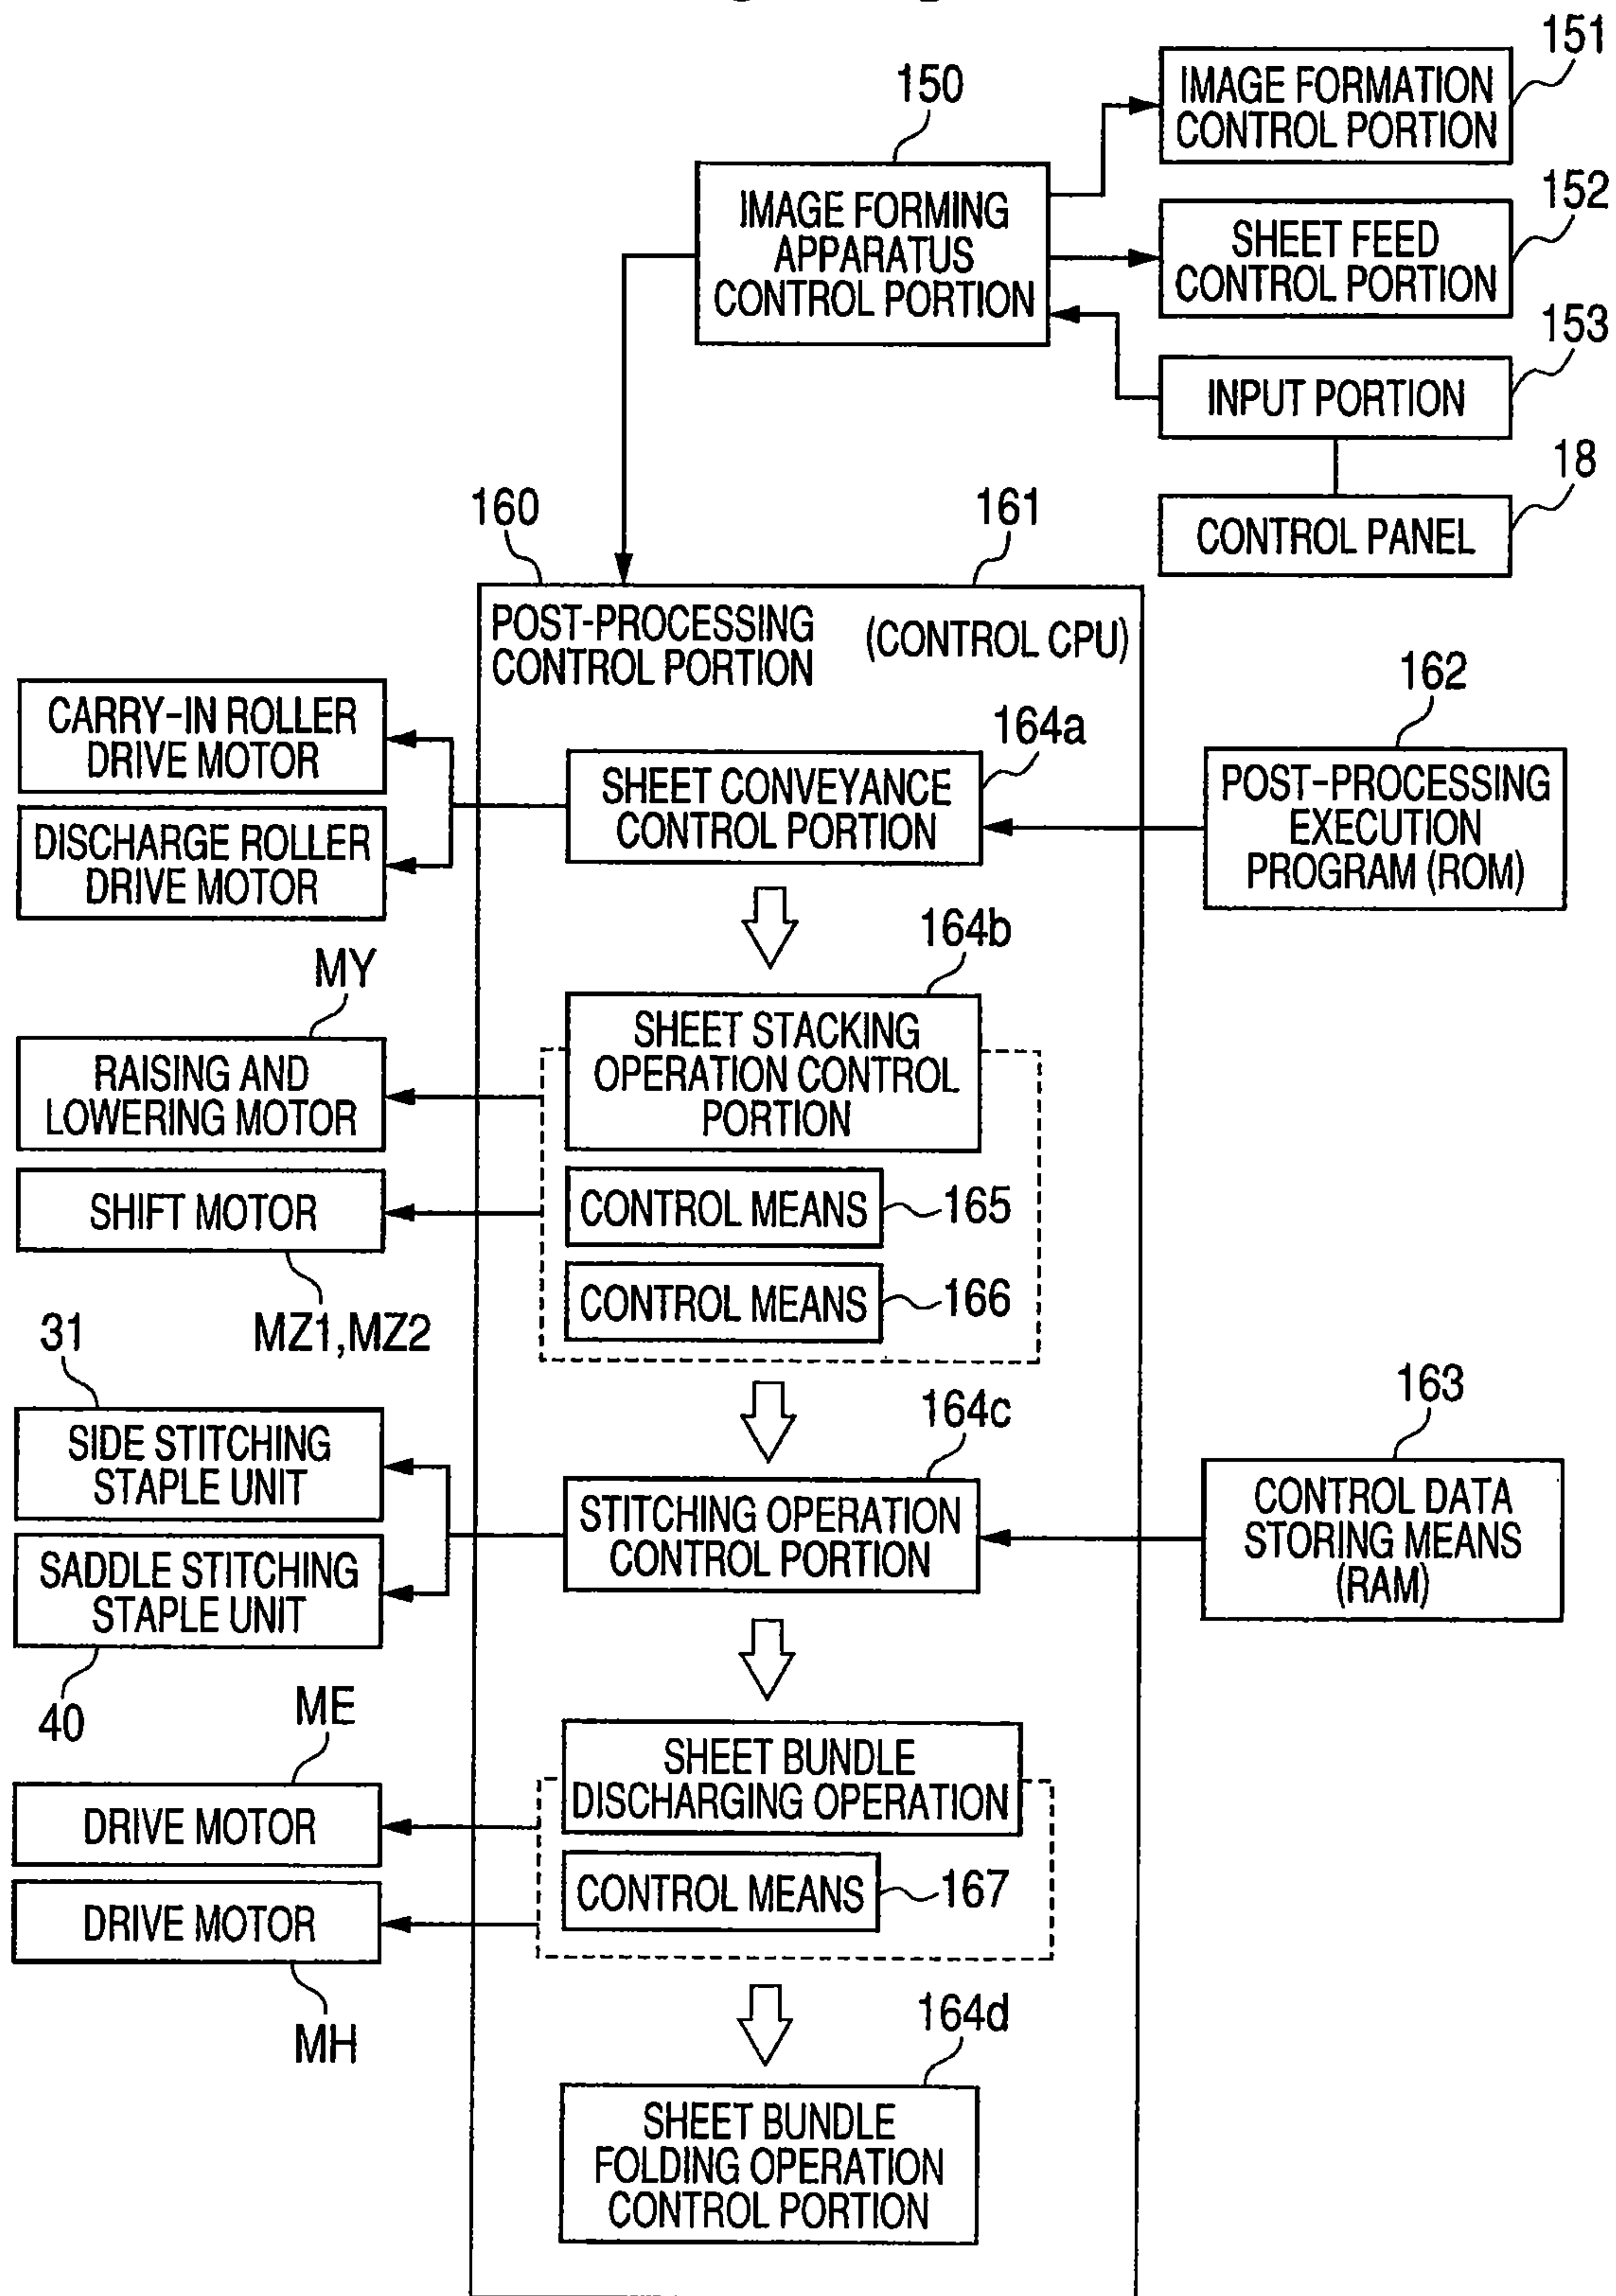 151
IMAGE FORMATION
CONTROL PORTION
150
IMAGE FORMING
APPARATUS
CONTROL PORTION
152
SHEET FEED
CONTROL PORTION
153
INPUT PORTION
18
CONTROL PANEL
160
161
POST-PROCESSING
CONTROL PORTION
(CONTROL CPU)
CARRY-IN ROLLER
DRIVE MOTOR
DISCHARGE ROLLER
DRIVE MOTOR
164a
SHEET CONVEYANCE
CONTROL PORTION
162
POST-PROCESSING
EXECUTION
PROGRAM (ROM)
MY
RAISING AND
LOWERING MOTOR
SHIFT MOTOR
MZ1,MZ2
164b
SHEET STACKING
OPERATION CONTROL
PORTION
CONTROL MEANS
165
CONTROL MEANS
166
31
SIDE STITCHING
STAPLE UNIT
SADDLE STITCHING
STAPLE UNIT
40
164c
STITCHING OPERATION
CONTROL PORTION
163
CONTROL DATA
STORING MEANS
(RAM)
ME
DRIVE MOTOR
DRIVE MOTOR
MH
SHEET BUNDLE
DISCHARGING OPERATION
CONTROL MEANS
167
164d
SHEET BUNDLE
FOLDING OPERATION
CONTROL PORTION